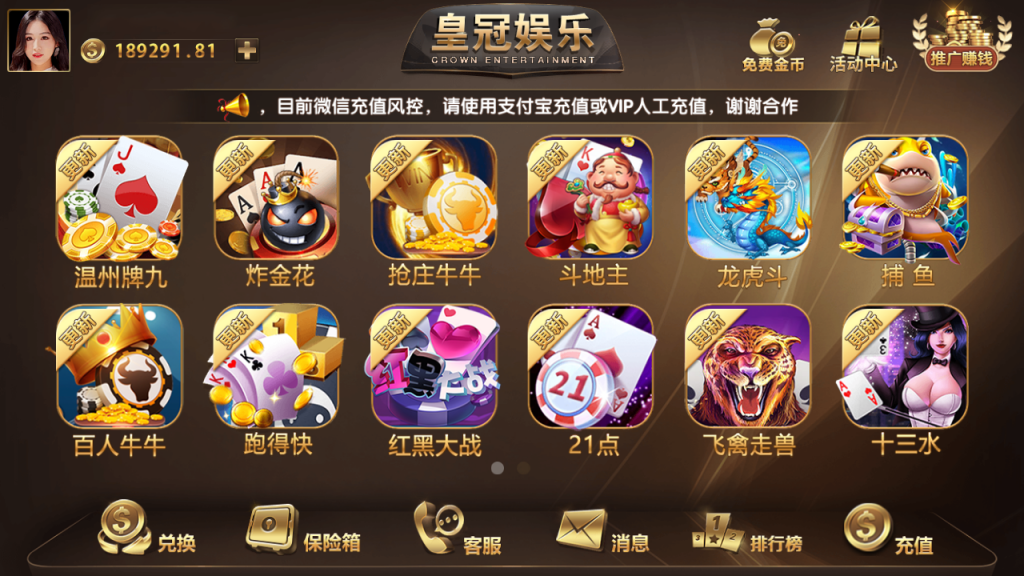 189291.81
皇冠娱乐
CROWN ENTERTAINMENT
免费金币
活动中心
推广赚钱
，目前微信充值风控，请使用支付宝充值或VIP人工充值，谢谢合作
更新
更新
更新
更新
更新
更新
温州牌九
炸金花
抢庄牛牛
斗地主
龙虎斗
捕 鱼
更新
更新
更新
更新
更新
更新
红黑大战
21
百人牛牛
跑得快
红黑大战
21点
飞禽走兽
十三水
兑换
保险箱
客服
消息
排行榜
充值